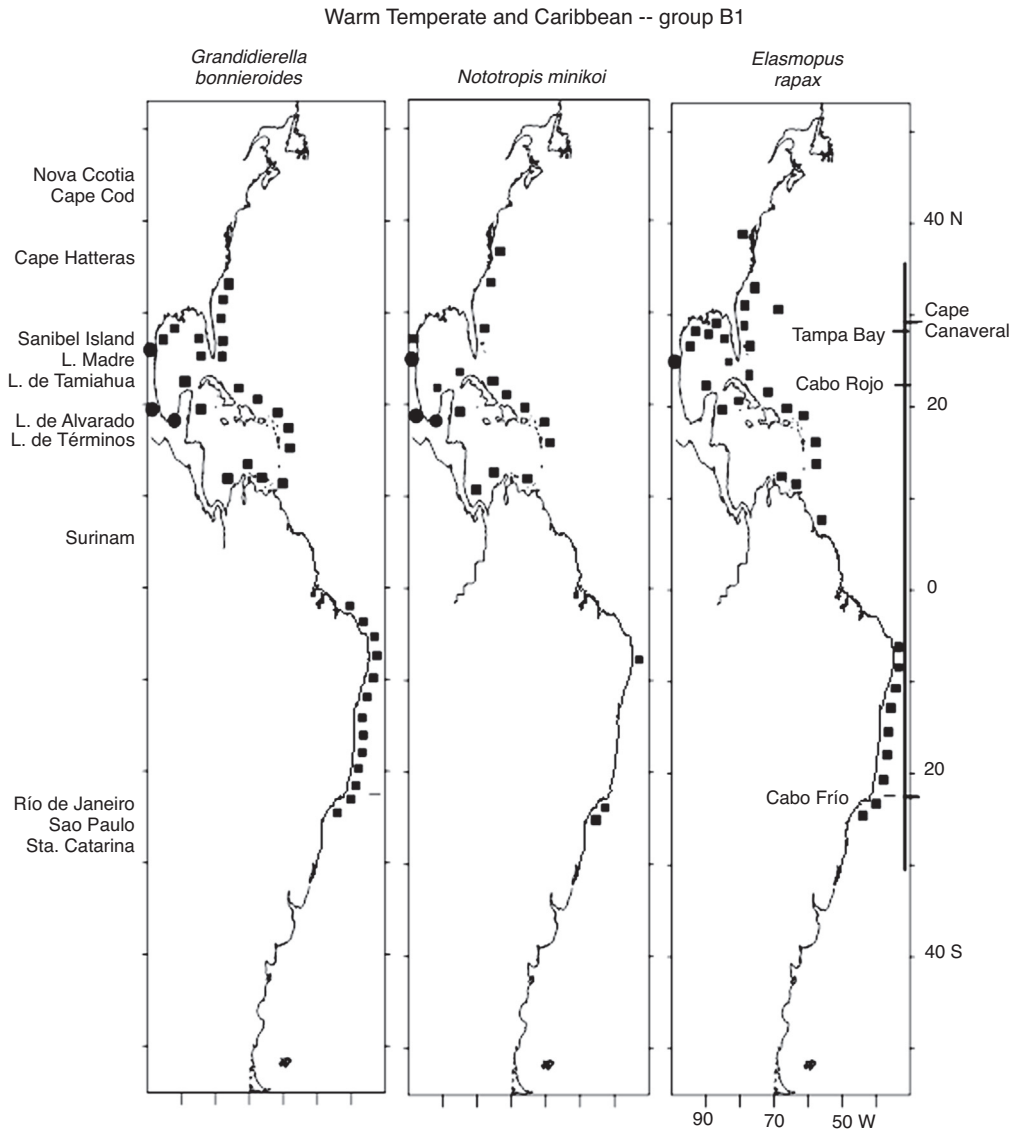 Warm Temperate and Caribbean -- group B1
Grandidierella
bonnieroides
Nototropis minikoi
Elasmopus
rapax
Nova Ccotia
Cape Cod
Cape Hatteras
Sanibel Island
L. Madre
L. de Tamiahua
L. de Alvarado
L. de Términos
Surinam
Río de Janeiro
Sao Paulo
Sta. Catarina
Tampa Bay
Cabo Rojo
Cabo Frío
40 N
Cape
Canaveral
20
0
20
40 S
90
70
50 W